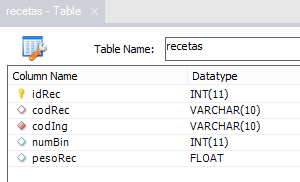 recetas - Table
Table Name: recetas
Column Name Datatype
idRec INT(11)
codRec VARCHAR(10)
codIng VARCHAR(10)
numBin INT(11)
pesoRec FLOAT